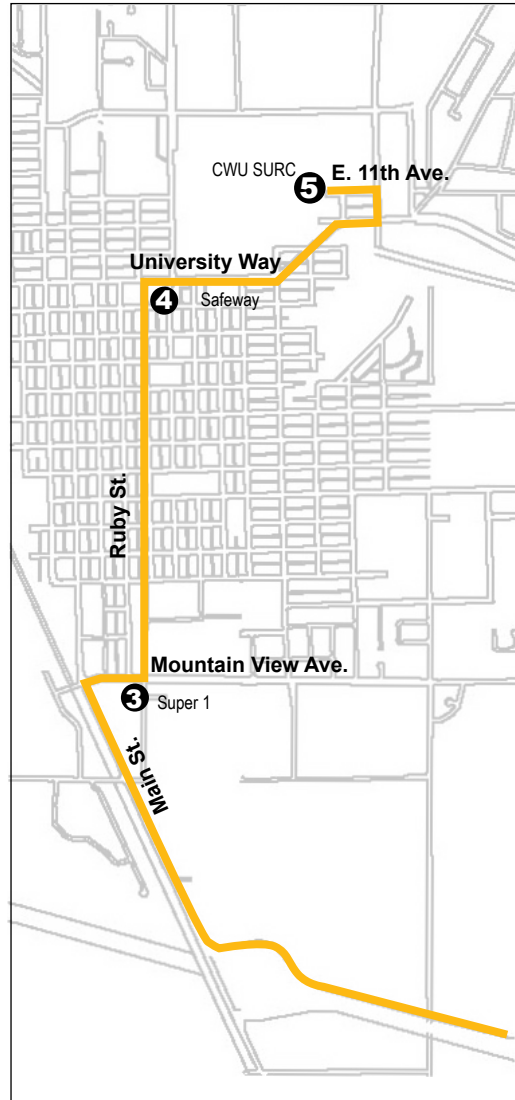 CWU SURC
E. 11th Ave.
5
University Way
4
Safeway
Ruby St.
Mountain View Ave.
3
Super 1
Main St.